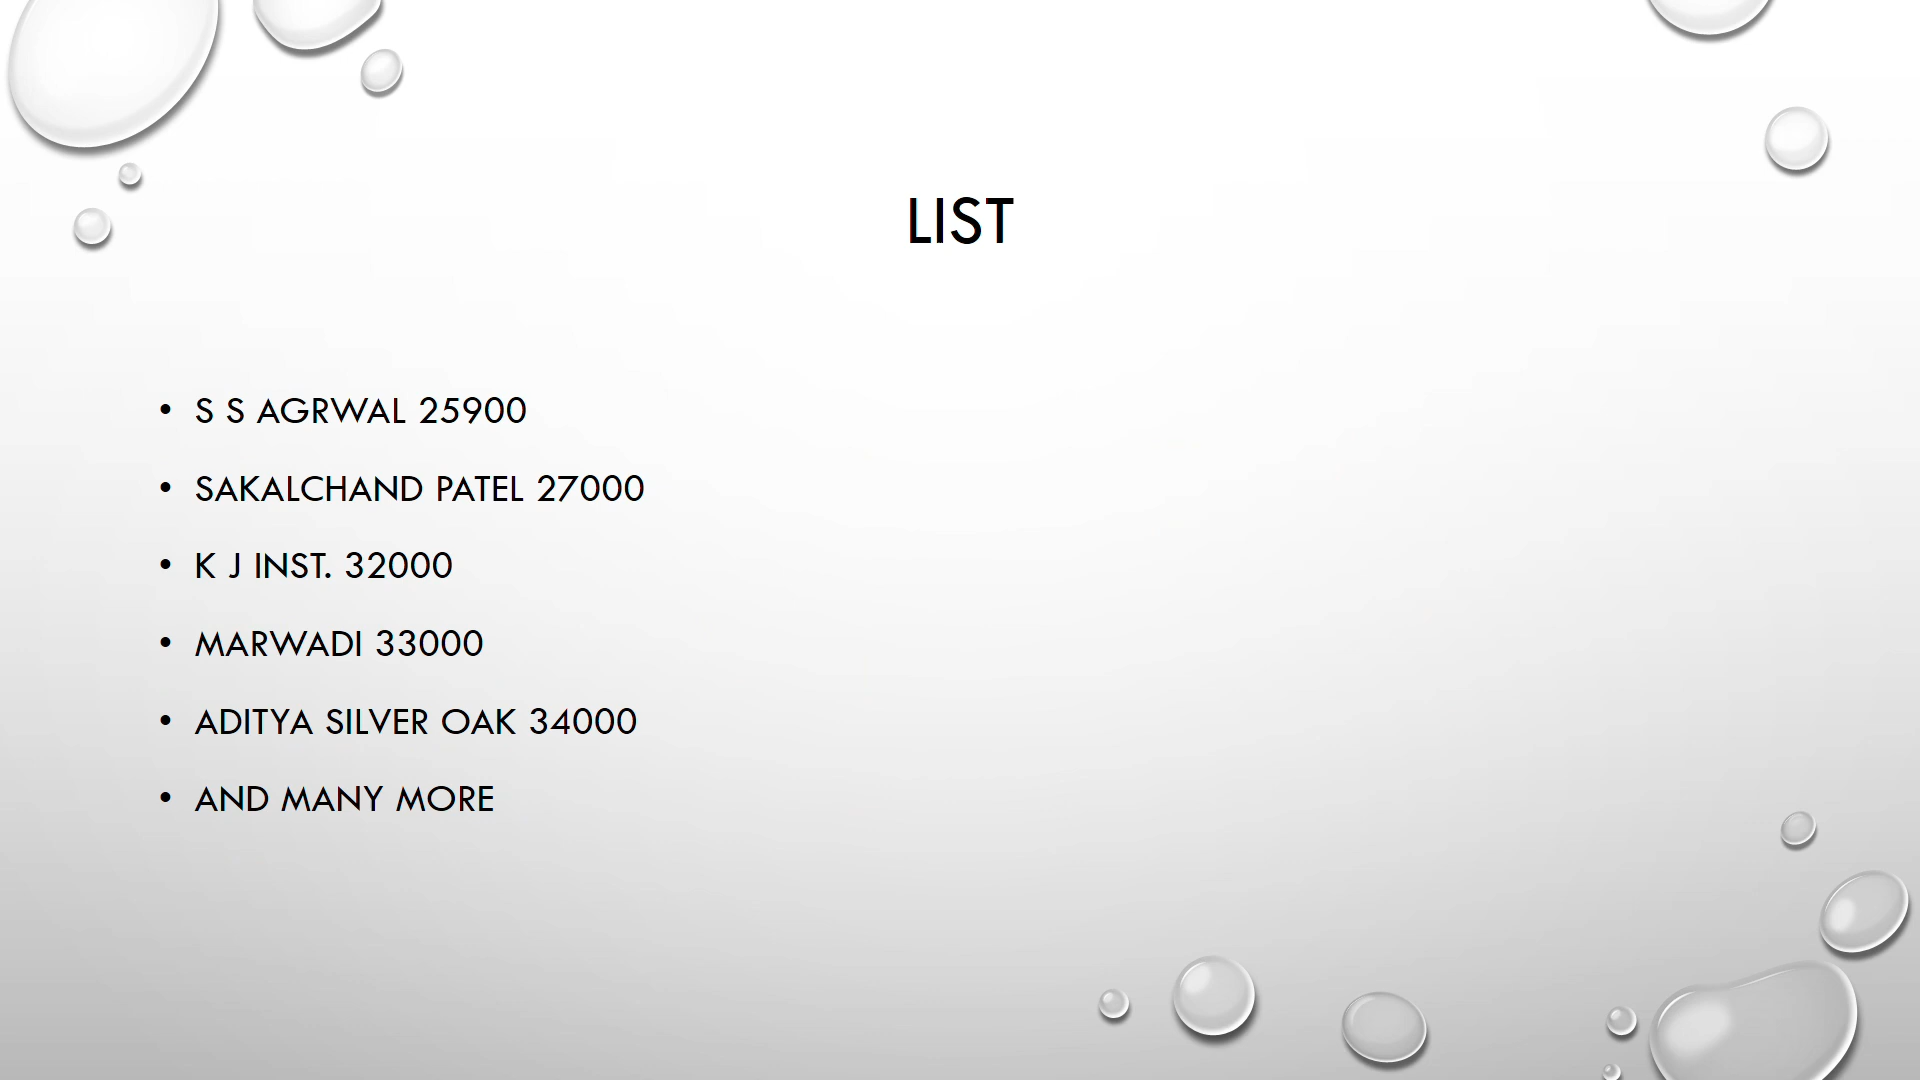 LIST
• S S AGRWAL 25900
• SAKALCHAND PATEL 27000
• K J INST. 32000
• MARWADI 33000
• ADITYA SILVER OAK 34000
• AND MANY MORE